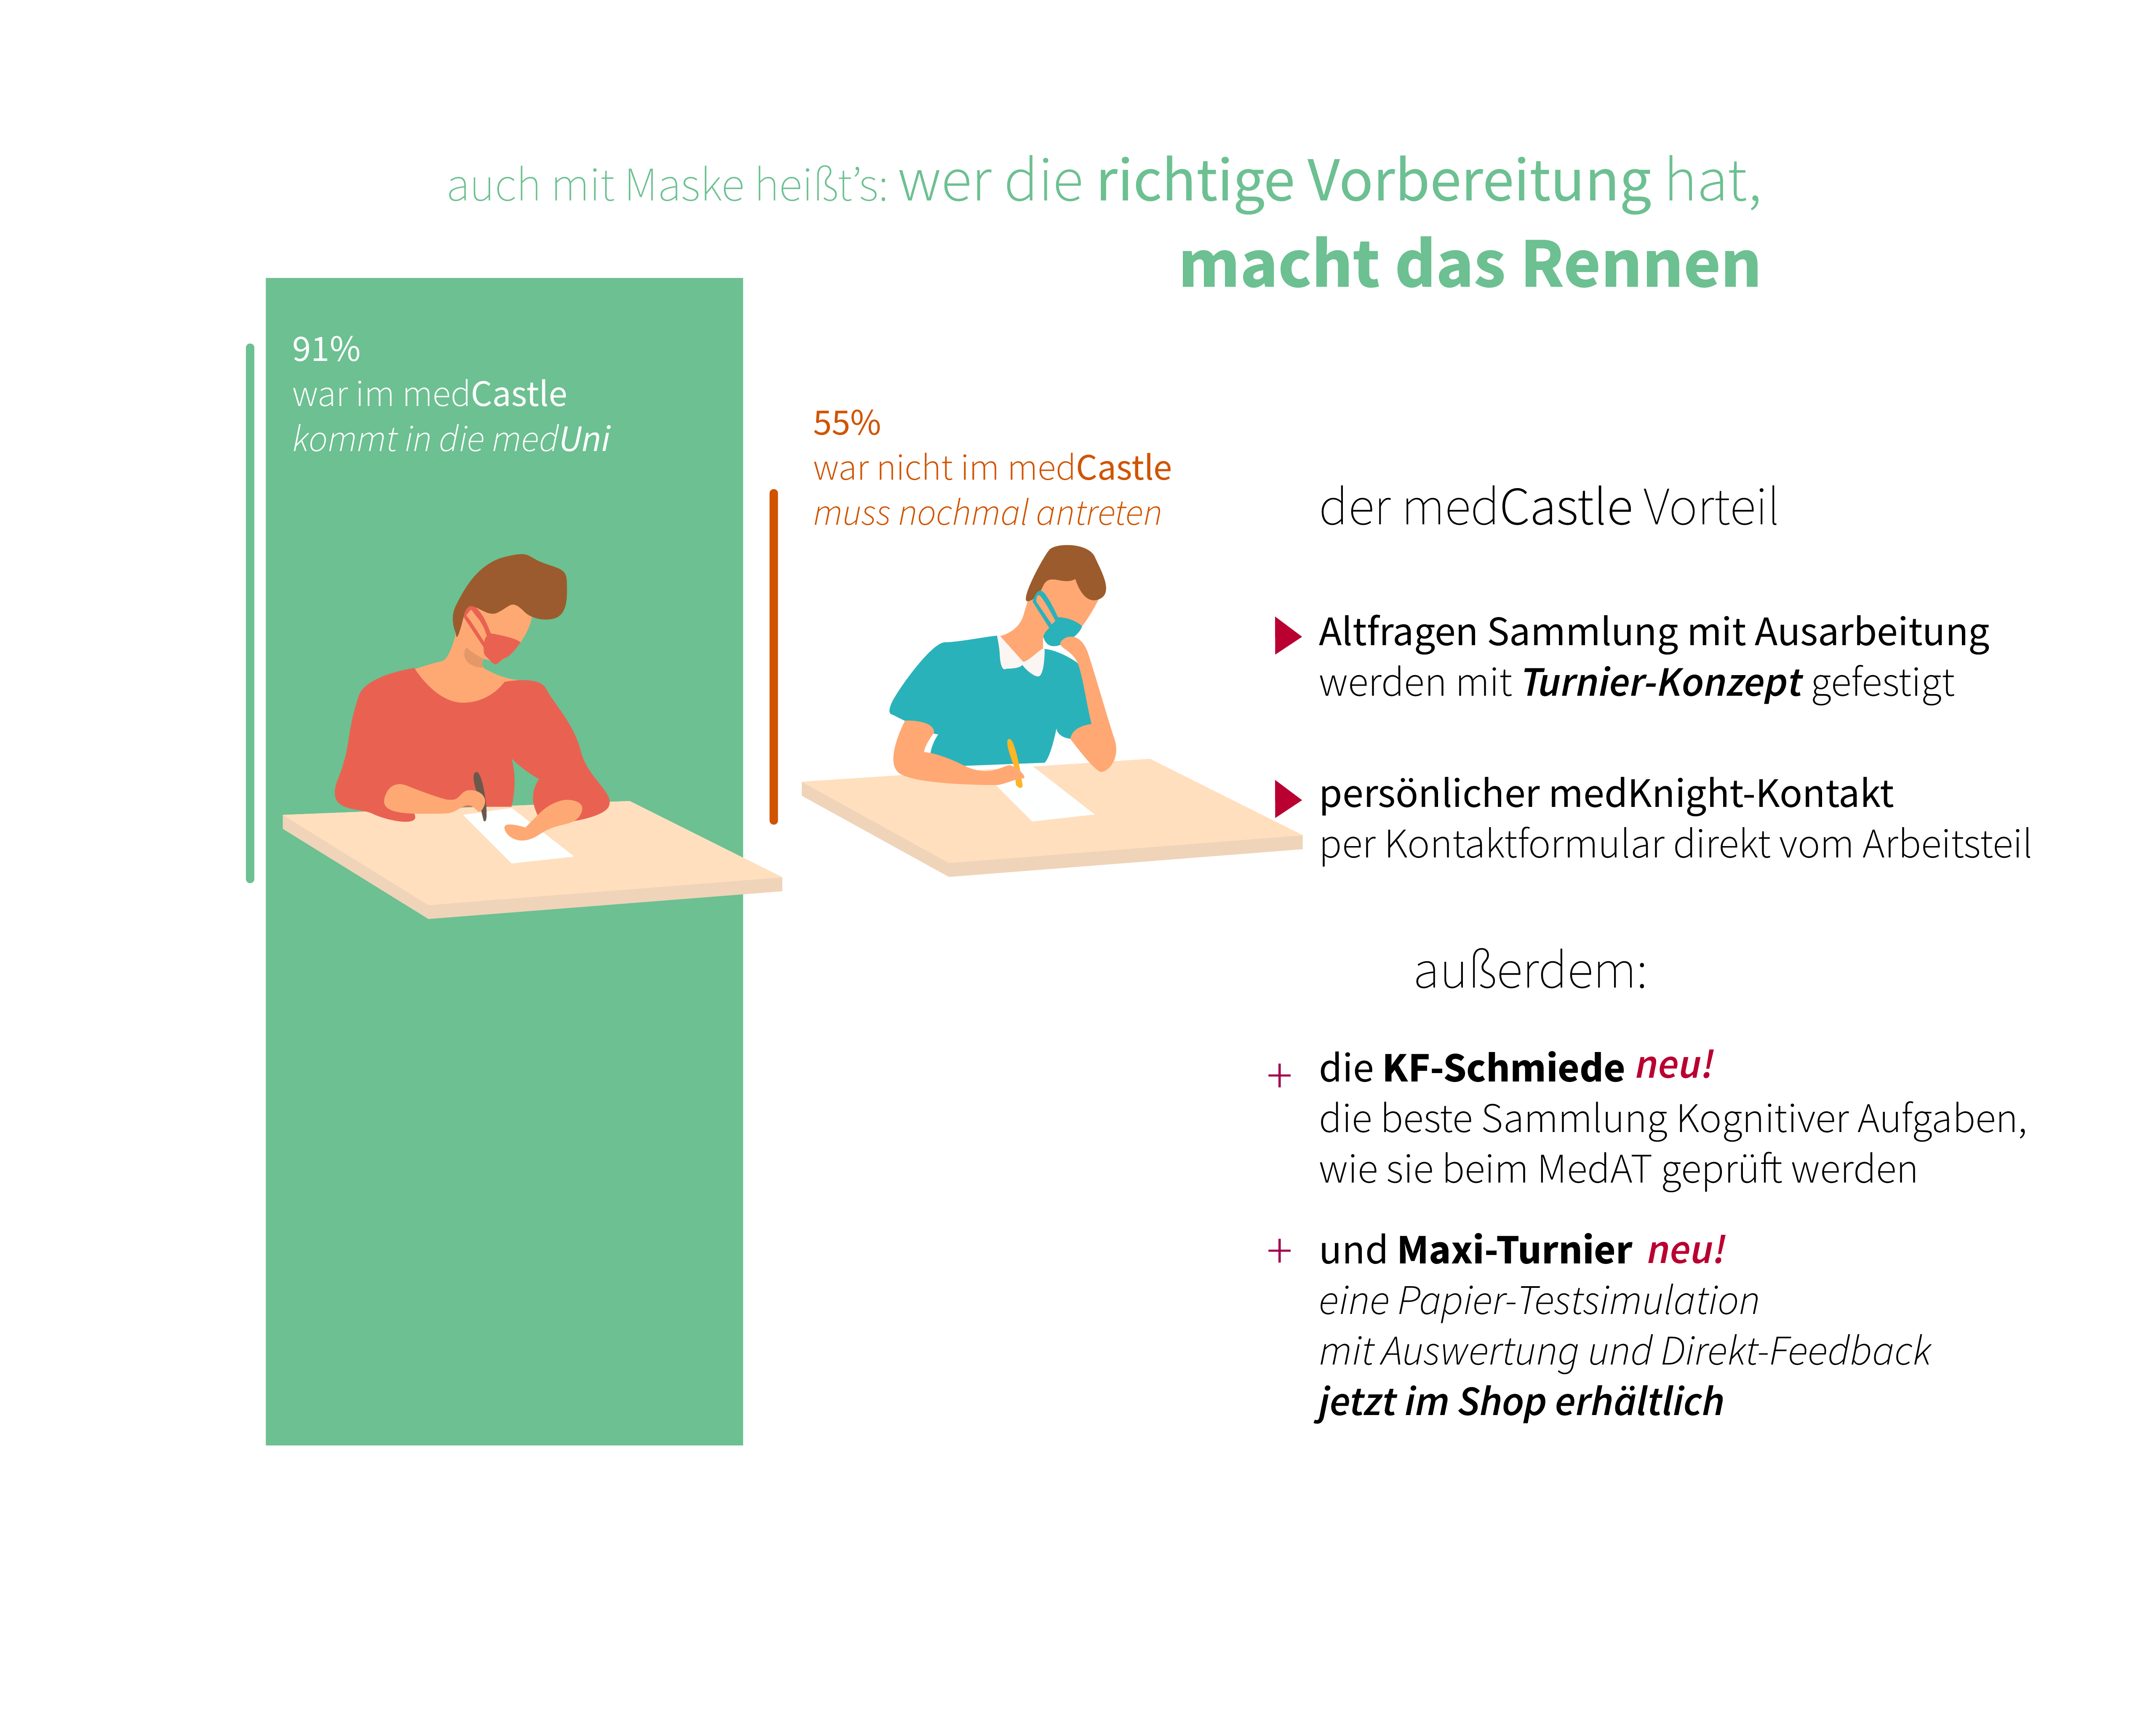 auch mit Maske heißt’s: wer die richtige Vorbereitung hat,
macht das Rennen
91%
war im medCastle
kommt in die medUni
55%
war nicht im medCastle
muss nochmal antreten
der medCastle Vorteil
Altfragen Sammlung mit Ausarbeitung
werden mit Turnier-Konzept gefestigt
persönlicher medKnight-Kontakt
per Kontaktformular direkt vom Arbeitsteil
außerdem:
+ die KF-Schmiede neu!
die beste Sammlung Kognitiver Aufgaben,
wie sie beim MedAT geprüft werden
+ und Maxi-Turnier neu!
eine Papier-Testsimulation
mit Auswertung und Direkt-Feedback
jetzt im Shop erhältlich